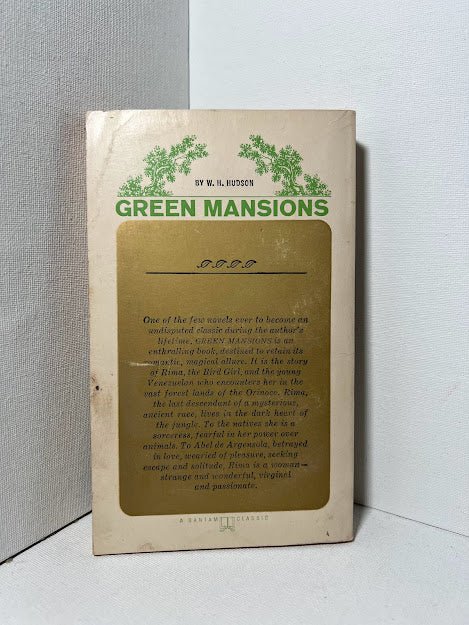 BY W. H. HUDSON
GREEN MANSIONS
One of the few novels ever to become an
undisputed classic during the author's
lifetime, GREEN MANSIONS is an
enthralling book, destined to retain its
romantic, magical allure. It is the story
of Rima, the Bird Girl, and the young
Venezuelan who encounters her in the
vast forest lands of the Orinoco. Rima,
the last descendant of a mysterious,
ancient race, lives in the dark heart of
the jungle. To the natives she is a
sorceress, fearful in her power over
animals. To Abel de Argensola, betrayed
in love, wearied of pleasure, seeking
escape and solitude, Rima is a woman—
strange and wonderful, virginal
and passionate.
A BANTAM CLASSIC